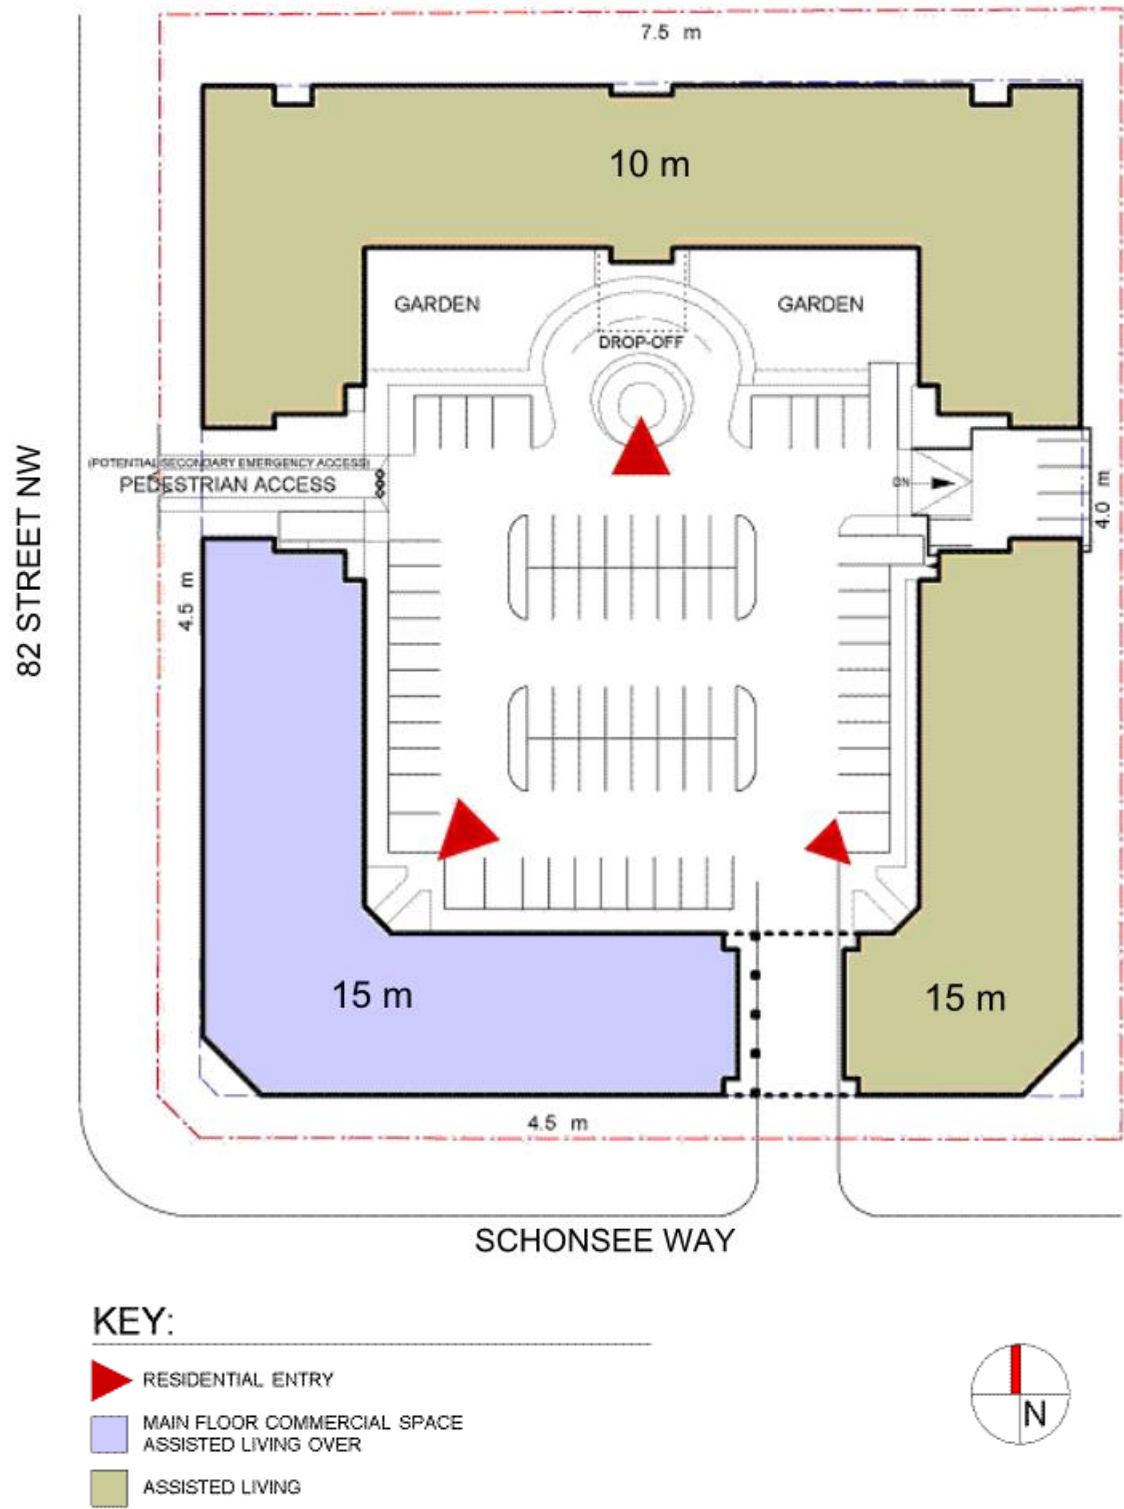 7.5 m
10 m
GARDEN
GARDEN
DROP-OFF
(POTENTIAL SECONDARY EMERGENCY ACCESS)
PEDESTRIAN ACCESS
DN
4.0 m
82 STREET NW
4.5 m
15 m
15 m
4.5 m
SCHONSEE WAY
KEY:
RESIDENTIAL ENTRY
MAIN FLOOR COMMERCIAL SPACE
ASSISTED LIVING OVER
ASSISTED LIVING
N